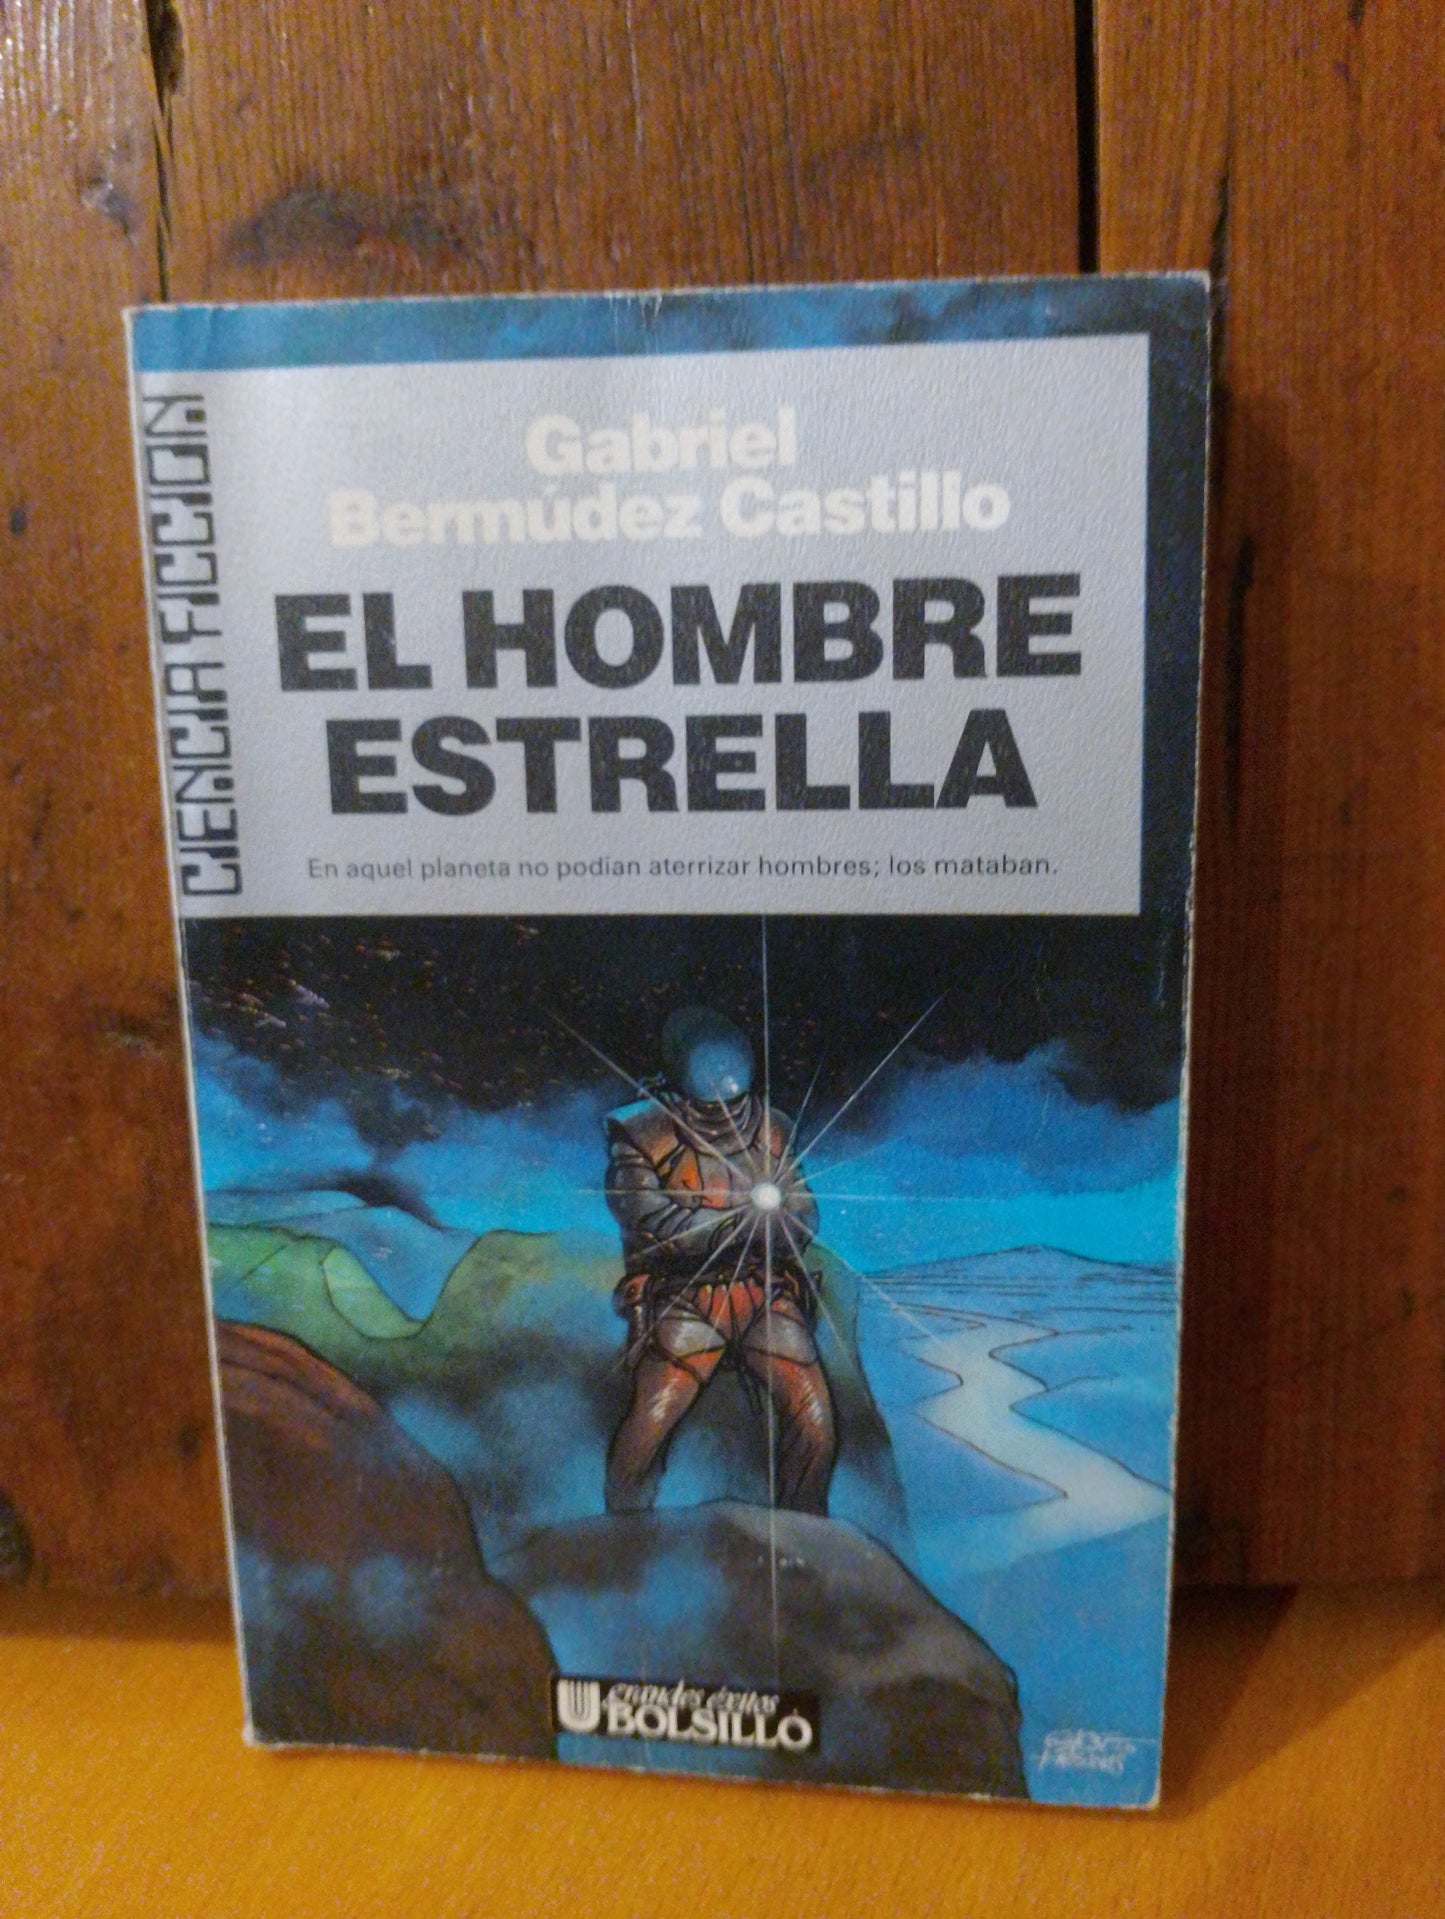 CIENCIA FICCION
Gabriel
Bermúdez Castillo
EL HOMBRE
ESTRELLA
En aquel planeta no podían aterrizar hombres; los mataban.
U grandes éxitos
BOLSILLO